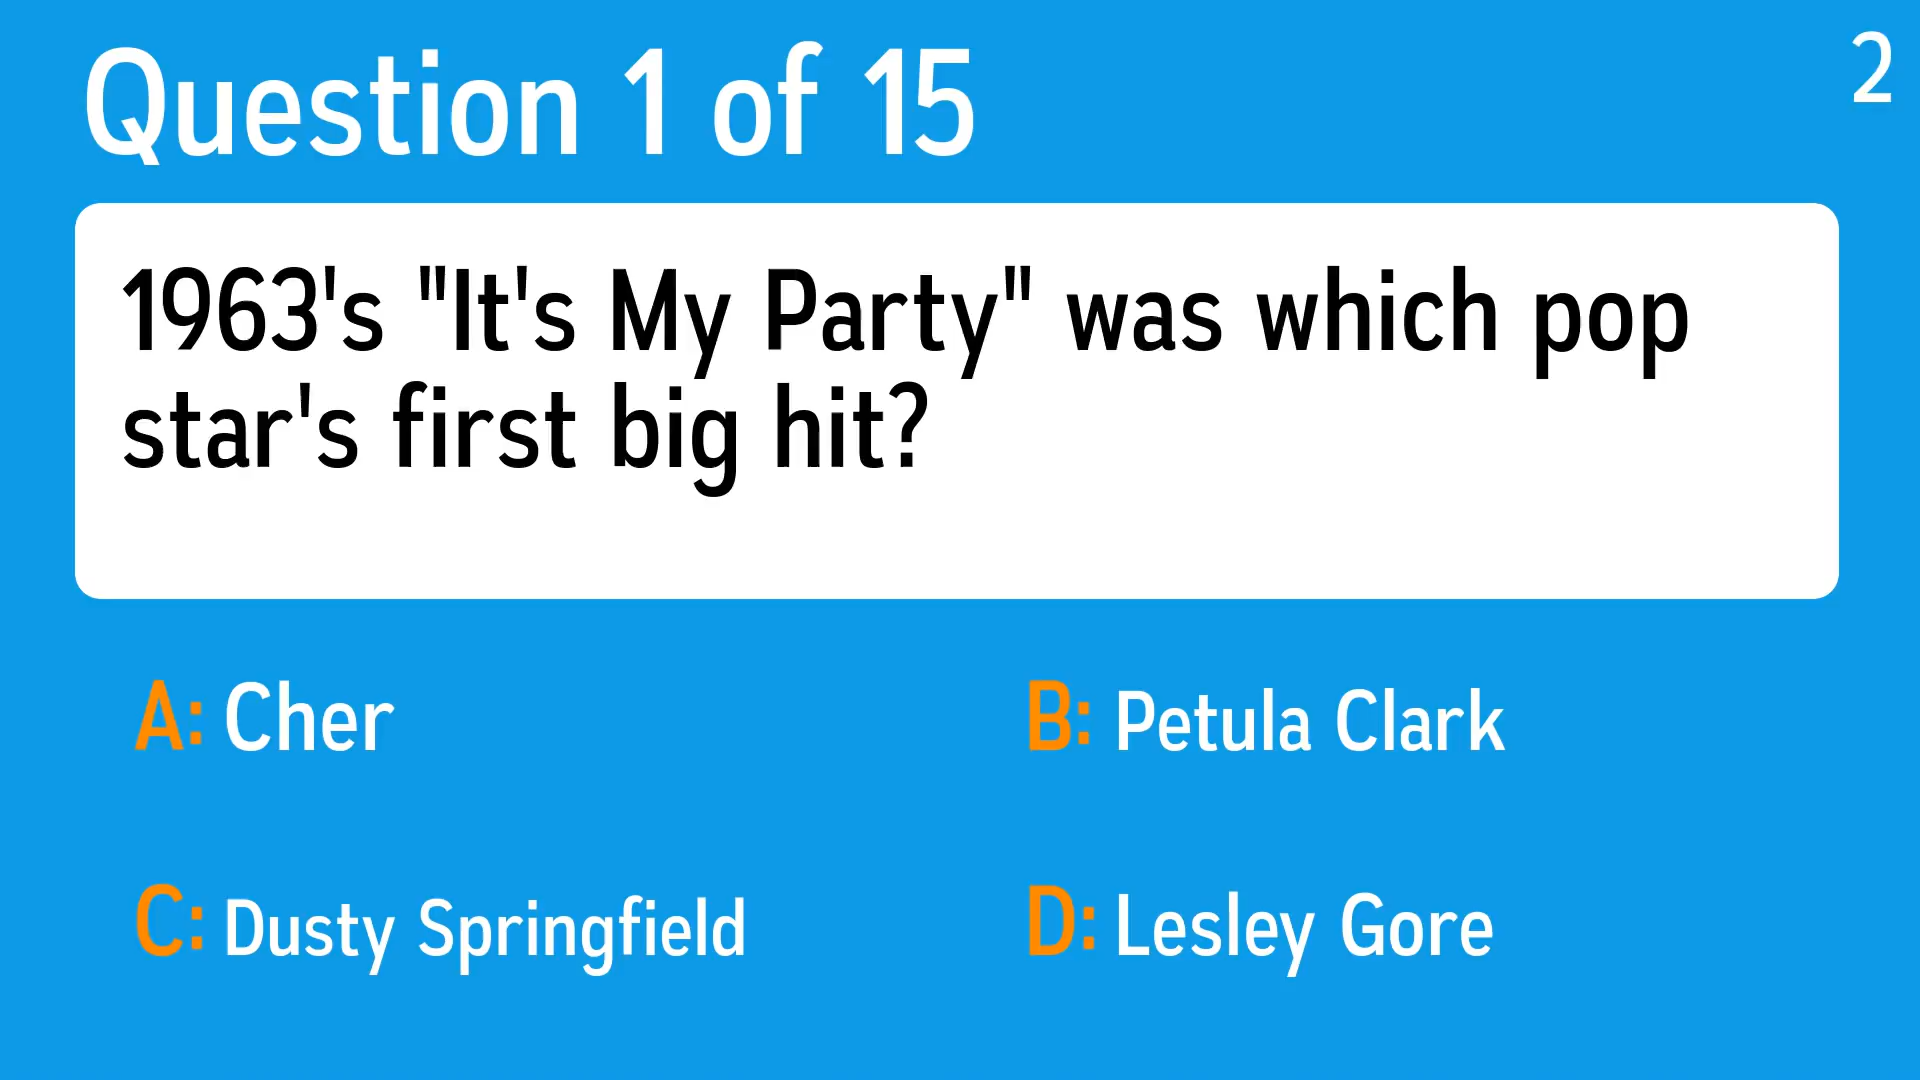 Question 1 of 15
2
1963's "It's My Party" was which pop
star's first big hit?
A: Cher
B: Petula Clark
C: Dusty Springfield
D: Lesley Gore